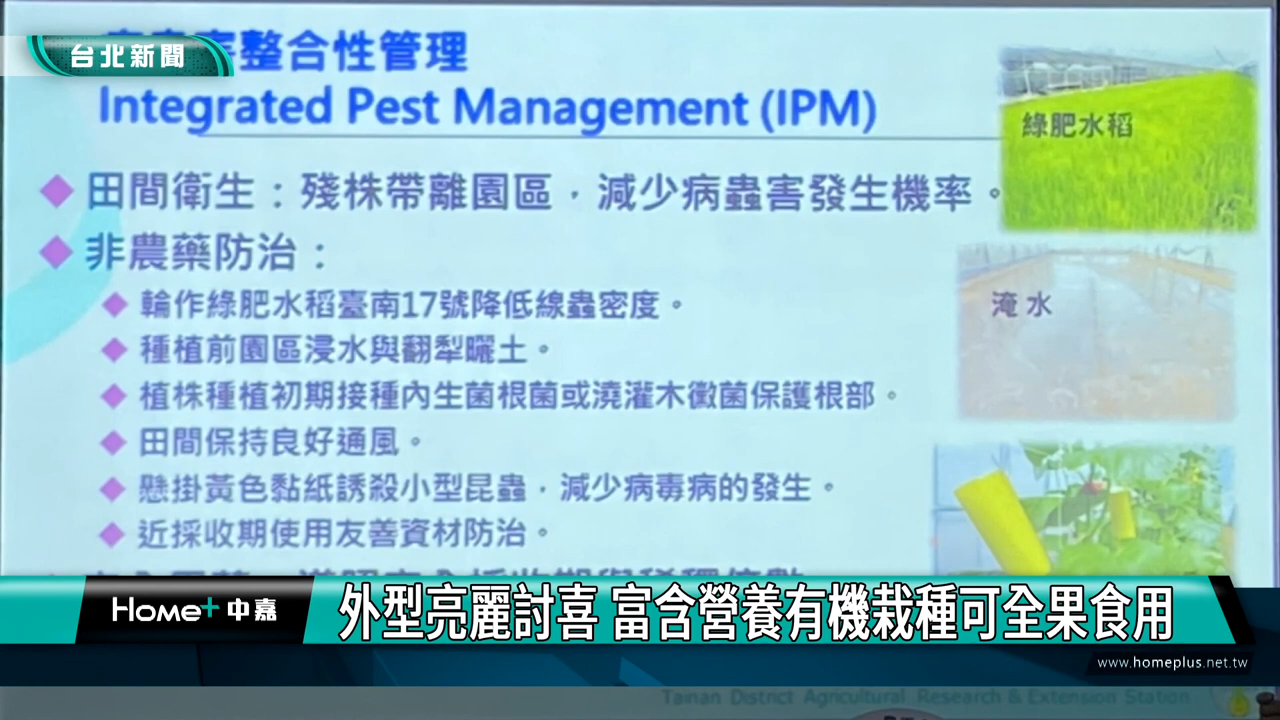 台北新聞
整合性管理
Integrated Pest Management (IPM)
綠肥水稻
田間衛生：殘株帶離園區，減少病蟲害發生機率。
非農藥防治：
輪作綠肥水稻臺南17號降低線蟲密度。
淹水
種植前園區浸水與翻犁曬土。
植株種植初期接種內生菌根菌或澆灌木黴菌保護根部。
田間保持良好通風。
懸掛黃色黏紙誘殺小型昆蟲，減少病毒病的發生。
近採收期使用友善資材防治。
Home+中嘉
外型亮麗討喜 富含營養有機栽種可全果食用
www.homeplus.net.tw
Tainan District Agricultural Research & Extension Station